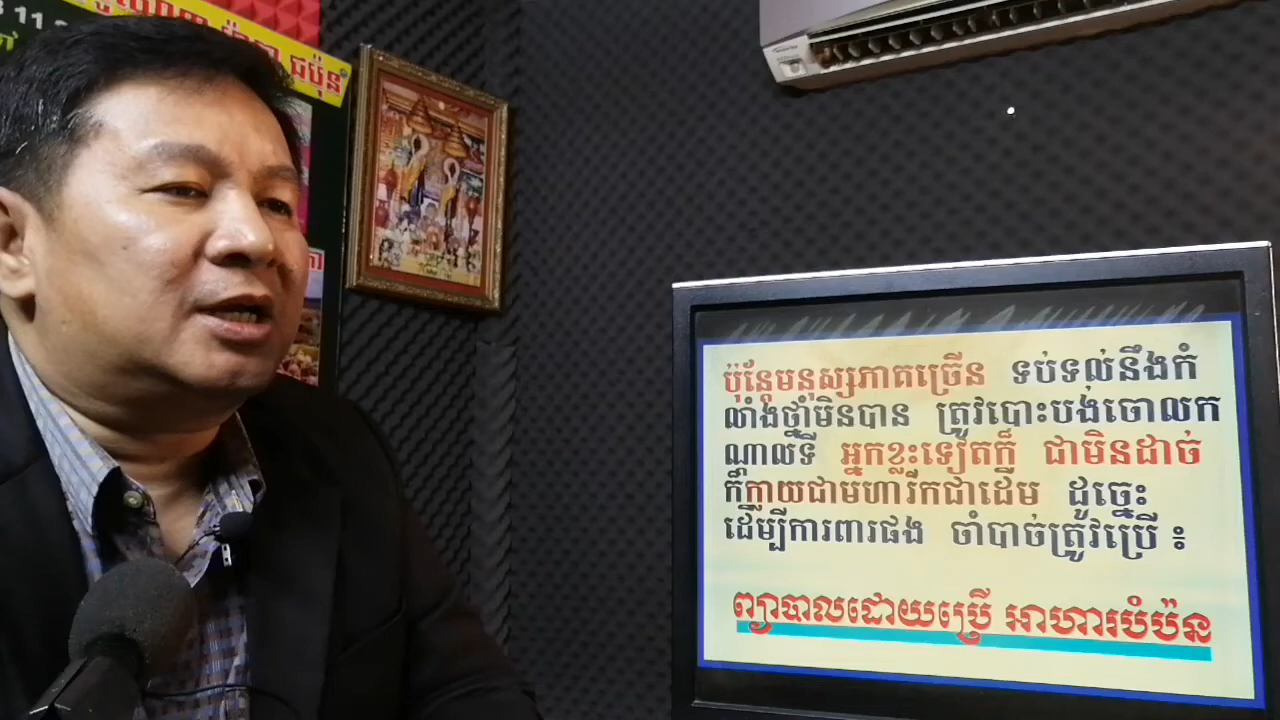 ជប៉ុន
ប៉ុន្តែមនុស្សភាគច្រើន ទប់ទល់នឹងកំ
លាំងថ្នាំមិនបាន ត្រូវបោះបង់ចោលក
ណ្តាលទី អ្នកខ្លះទៀតក៏ ជាមិនដាច់
ក៏ក្លាយជាមហារីកជាដើម ដូច្នេះ
ដើម្បីការពារផង ចាំបាច់ត្រូវប្រើ ៖
ព្យាបាលដោយប្រើ អាហារបំប៉ន